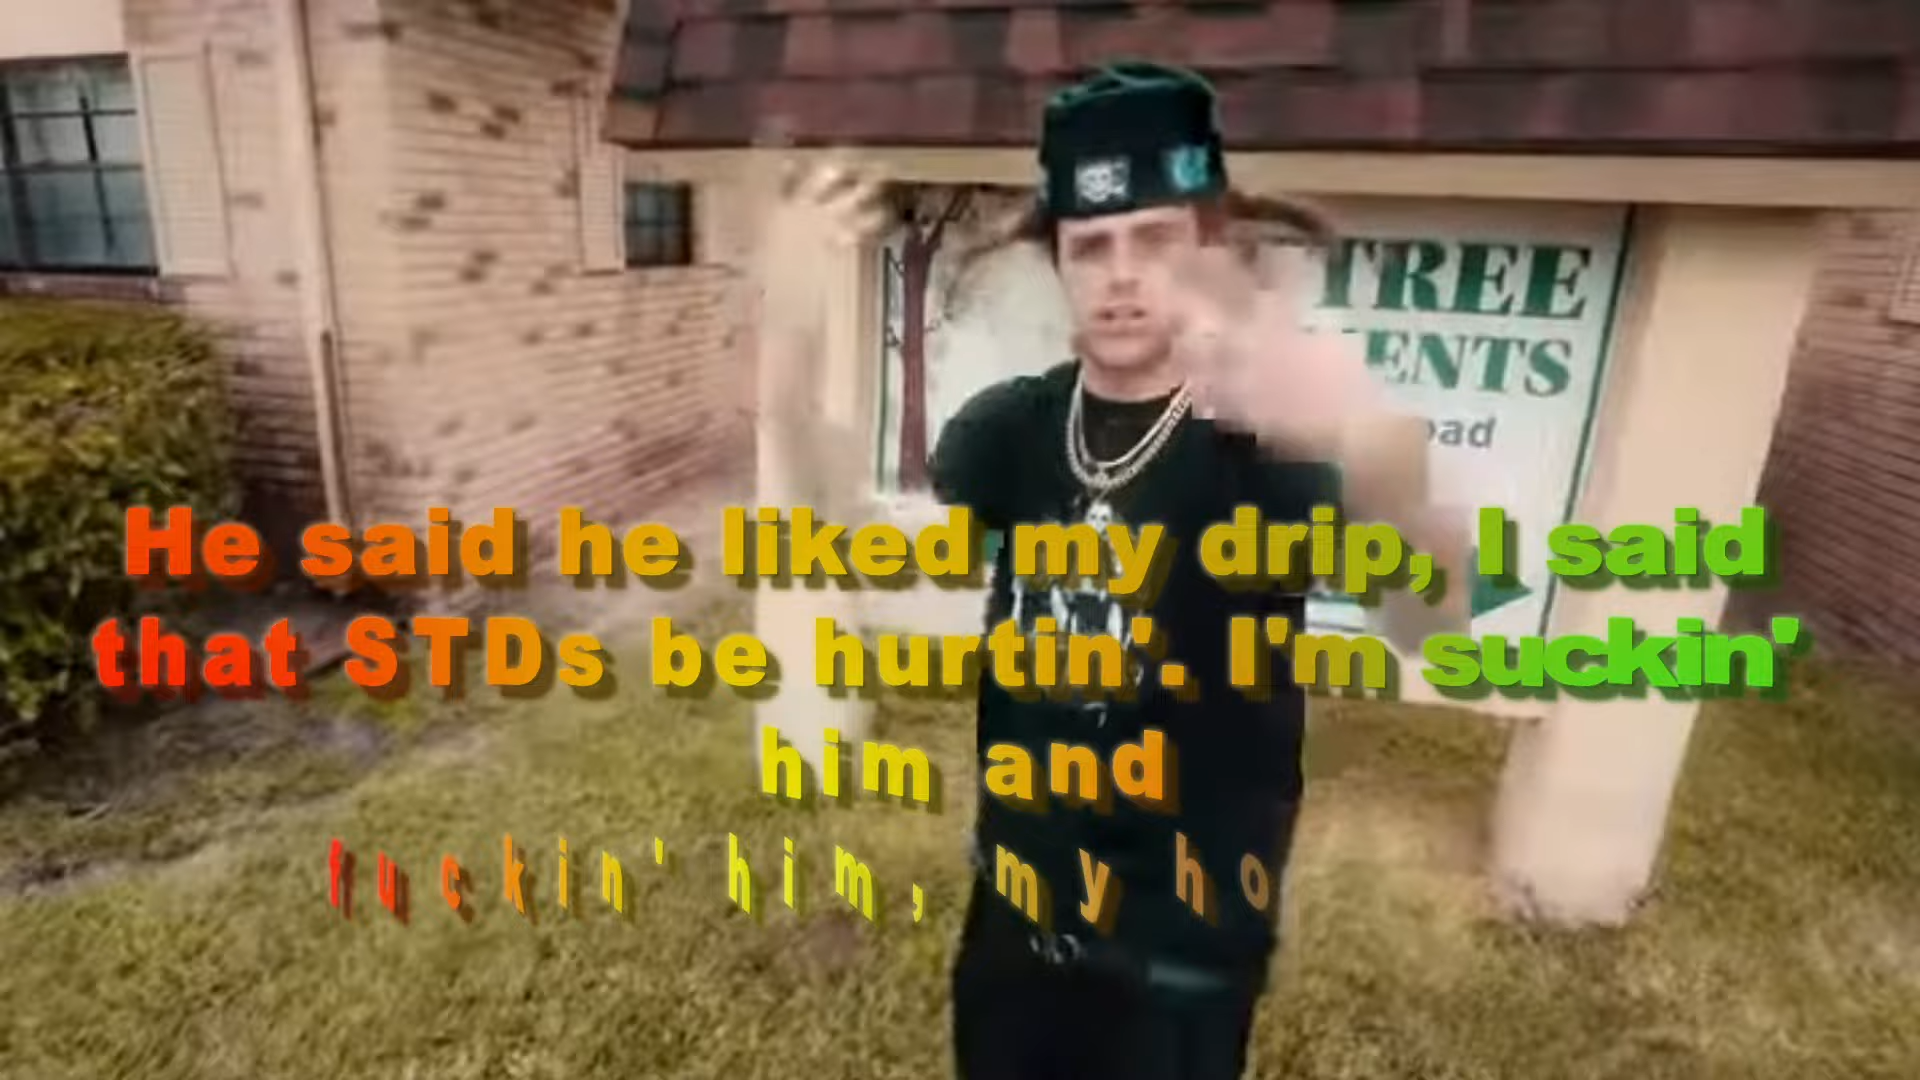 TREE
ENTS
oad
He said he liked my drip, I said
that STDs be hurtin'. I'm suckin'
him and
fuckin' him, my ho